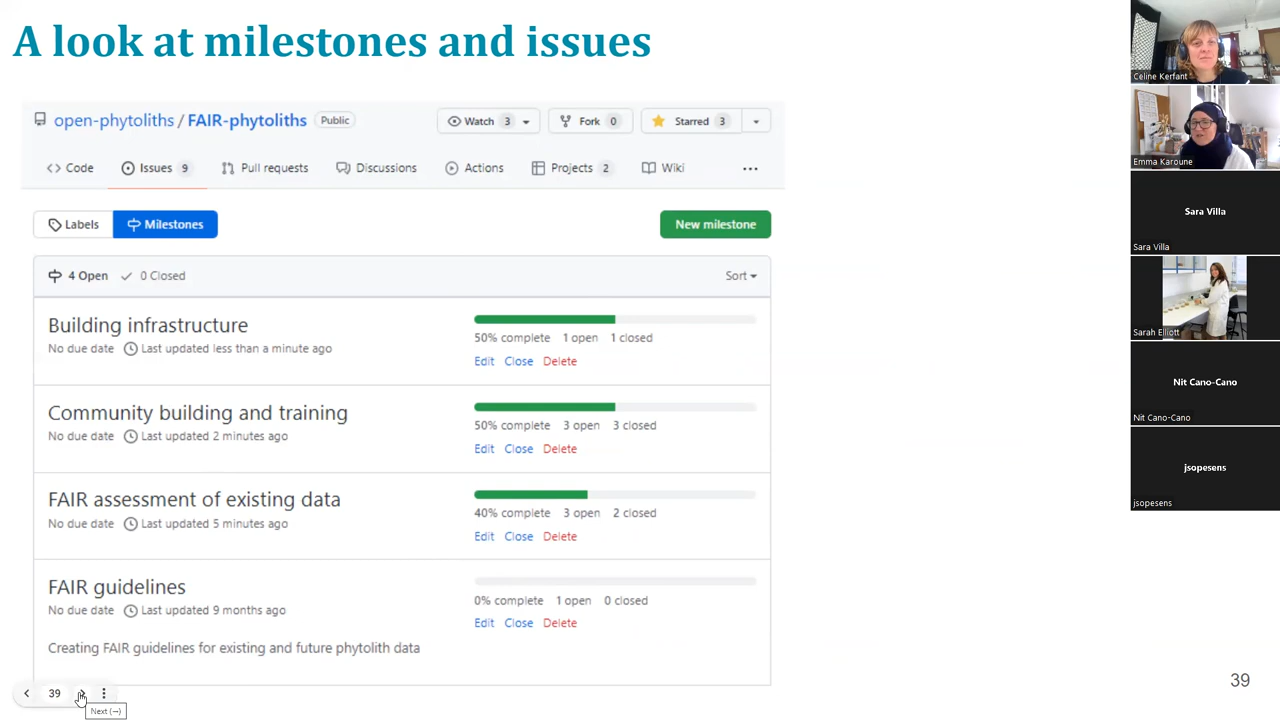 A look at milestones and issues
open-phytoliths / FAIR-phytoliths Public
Watch 3
Fork 0
Starred 3
Code
Issues 9
Pull requests
Discussions
Actions
Projects 2
Wiki
Labels
Milestones
New milestone
4 Open 0 Closed
Sort
Building infrastructure
No due date Last updated less than a minute ago
50% complete 1 open 1 closed
Edit Close Delete
Community building and training
No due date Last updated 2 minutes ago
50% complete 3 open 3 closed
Edit Close Delete
FAIR assessment of existing data
No due date Last updated 5 minutes ago
40% complete 3 open 2 closed
Edit Close Delete
FAIR guidelines
No due date Last updated 9 months ago
0% complete 1 open 0 closed
Edit Close Delete
Creating FAIR guidelines for existing and future phytolith data
39
Next (→)
39
Celine Kerfant
Emma Karoune
Sara Villa
Sara Villa
Sarah Elliott
Nit Cano-Cano
Nit Cano-Cano
jsopesens
jsopesens